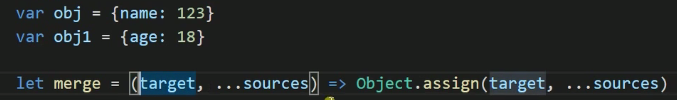 var obj = {name: 123}
var obj1 = {age: 18}
let merge = (target, ...sources) => Object.assign(target, ...sources)